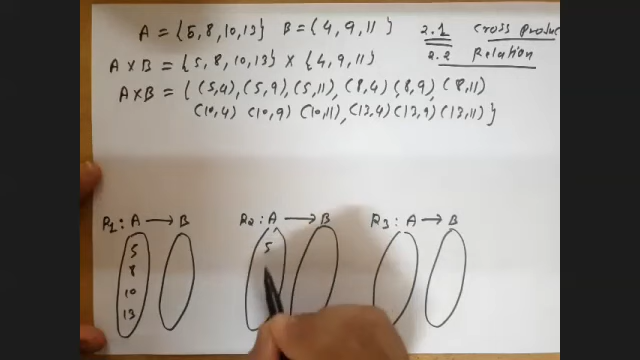 A = {5, 8, 10, 13} B = {4, 9, 11}
2.1 Cross produc
2.2 Relation
A × B = {5, 8, 10, 13} × {4, 9, 11}
A×B = { (5,4), (5,9), (5,11), (8,4) (8,9), (8,11)
(10,4) (10,9) (10,11), (13,4) (13,9) (13,11) }
R1 : A → B R2 : A → B R3 : A → B
5 5
8
10
13